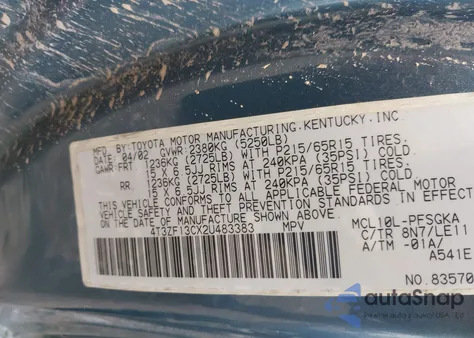 MFD. BY: TOYOTA MOTOR MANUFACTURING, KENTUCKY, INC.
DATE: 04/02 GVWR 2380KG (5250LB)
GAWR: FRT. 1236KG (2725LB) WITH P215/65R15 TIRES,
15 X 6.5JJ RIMS AT 240KPA (35PSI) COLD.
RR. 1236KG (2725LB) WITH P215/65R15 TIRES,
15 X 6.5JJ RIMS AT 240KPA (35PSI) COLD.
THIS VEHICLE CONFORMS TO ALL APPLICABLE FEDERAL MOTOR
VEHICLE SAFETY AND THEFT PREVENTION STANDARDS IN EFFECT
ON THE DATE OF MANUFACTURE SHOWN ABOVE.
4T3ZF13CX2U483383 MPV
MCL10L-PFSGKA
C/TR 8N7/LE11
A/TM -01A/
A541E
NO.83570
autoSnap